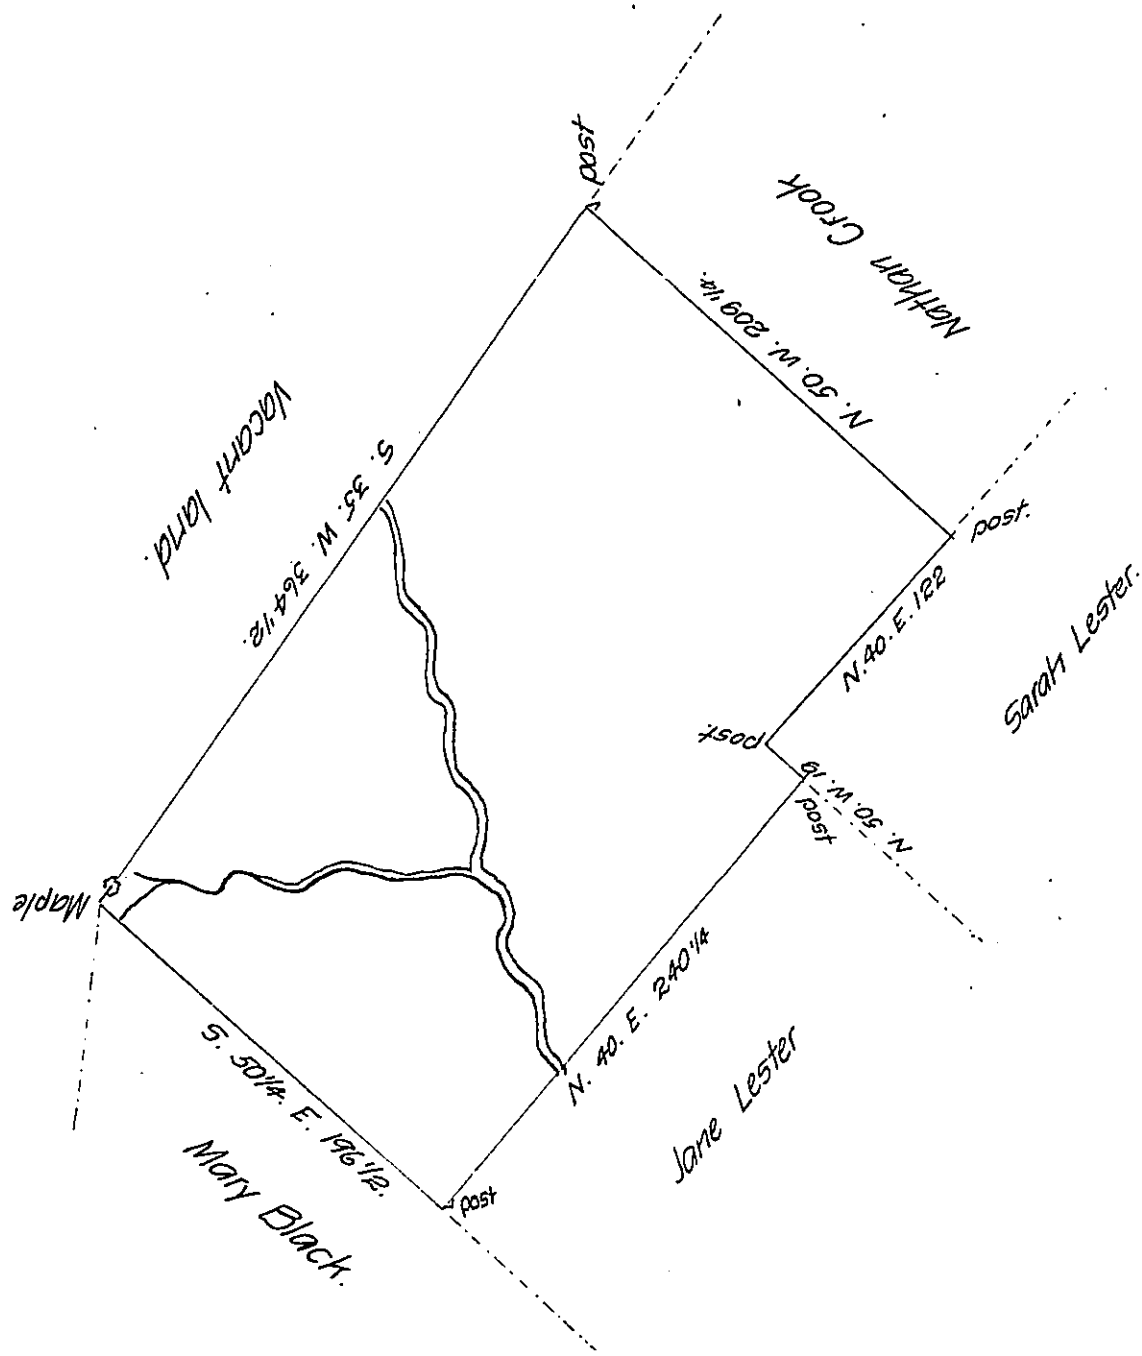 post
Nathan Crook
N. 50. W. 209 1/4.
Vacant land.
S. 35. W. 364 1/2.
post.
N. 40. E. 122
Sarah Lester.
post
N. 50. W. 19
post
Maple
N. 40. E. 240 1/4
S. 50 1/4. E. 196 1/2.
Jane Lester
post
Mary Black.